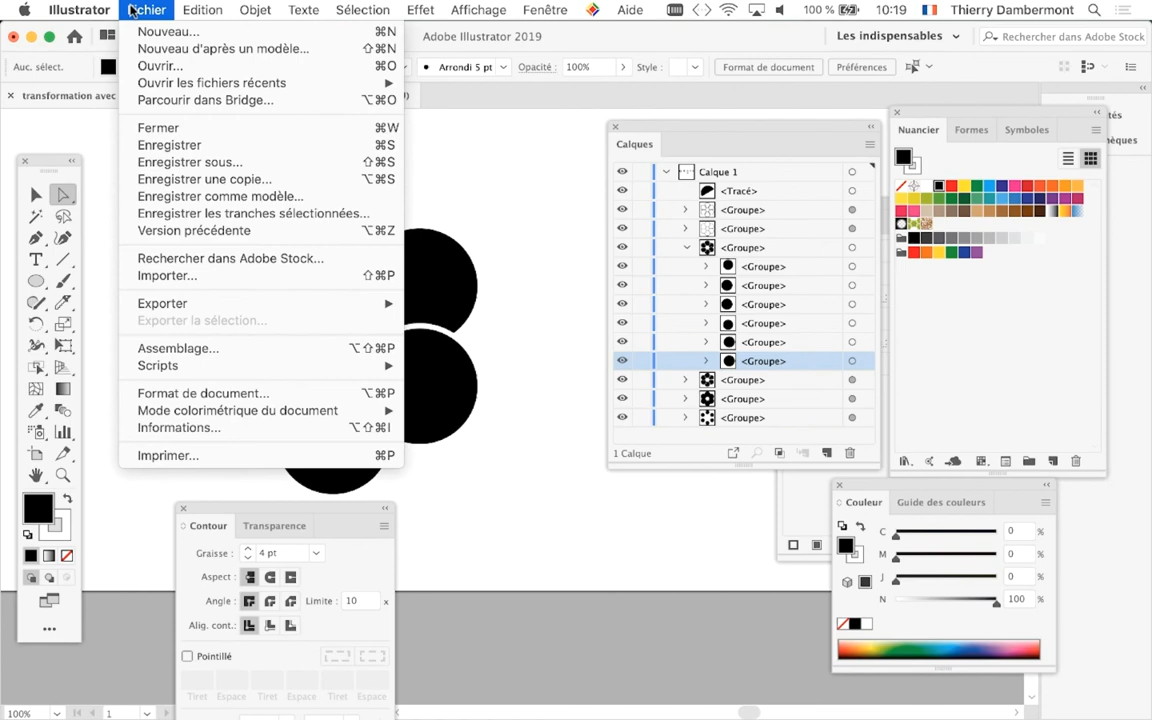 Illustrator Fichier Edition Objet Texte Sélection Effet Affichage Fenêtre Aide 100 % 10:19 Thierry Dambermont
Adobe Illustrator 2019 Les indispensables Rechercher dans Adobe Stock
Auc. sélect. Arrondi 5 pt Opacité : 100% Style : Format de document Préférences
transformation avec
Nouveau... ⌘N
Nouveau d'après un modèle... ⇧⌘N
Ouvrir... ⌘O
Ouvrir les fichiers récents
Parcourir dans Bridge... ⌥⌘O
Fermer ⌘W
Enregistrer ⌘S
Enregistrer sous... ⇧⌘S
Enregistrer une copie... ⌥⌘S
Enregistrer comme modèle...
Enregistrer les tranches sélectionnées...
Version précédente ⌥⌘Z
Rechercher dans Adobe Stock...
Importer... ⇧⌘P
Exporter
Exporter la sélection...
Assemblage... ⌥⇧⌘P
Scripts
Format de document... ⌥⌘P
Mode colorimétrique du document
Informations... ⌥⇧⌘I
Imprimer... ⌘P
Calques
Calque 1
<Tracé>
<Groupe>
<Groupe>
<Groupe>
<Groupe>
<Groupe>
<Groupe>
<Groupe>
<Groupe>
<Groupe>
<Groupe>
<Groupe>
<Groupe>
1 Calque
Nuancier Formes Symboles
tés
hèques
Couleur Guide des couleurs
C 0 %
M 0 %
J 0 %
N 100 %
Contour Transparence
Graisse : 4 pt
Aspect :
Angle : Limite : 10 x
Alig. cont. :
Pointillé
Tiret Espace Tiret Espace Tiret Espace
100% 1